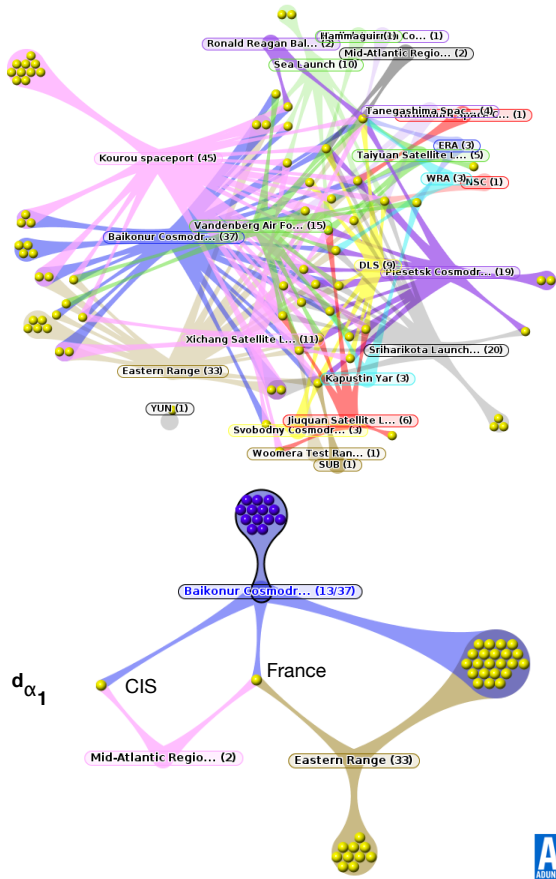 Ronald Reagan Bal... (2)
Co... (1)
Mid-Atlantic Regio... (2)
Sea Launch (10)
Tanegashima Spac... (4)
ERA (3)
Taiyuan Satellite L... (5)
Kourou spaceport (45)
WRA (3)
NSC (1)
Vandenberg Air Fo... (15)
Baikonur Cosmodr... (37)
DLS (9)
Plesetsk Cosmodr... (19)
Xichang Satellite L... (11)
Sriharikota Launch... (20)
Eastern Range (33)
Kapustin Yar (3)
YUN (1)
Jiuquan Satellite L... (6)
Svobodny Cosmodr... (3)
Woomera Test Ran... (1)
SUB (1)
Baikonur Cosmodr... (13/37)
France
CIS
dα1
Mid-Atlantic Regio... (2)
Eastern Range (33)
A
ADUN